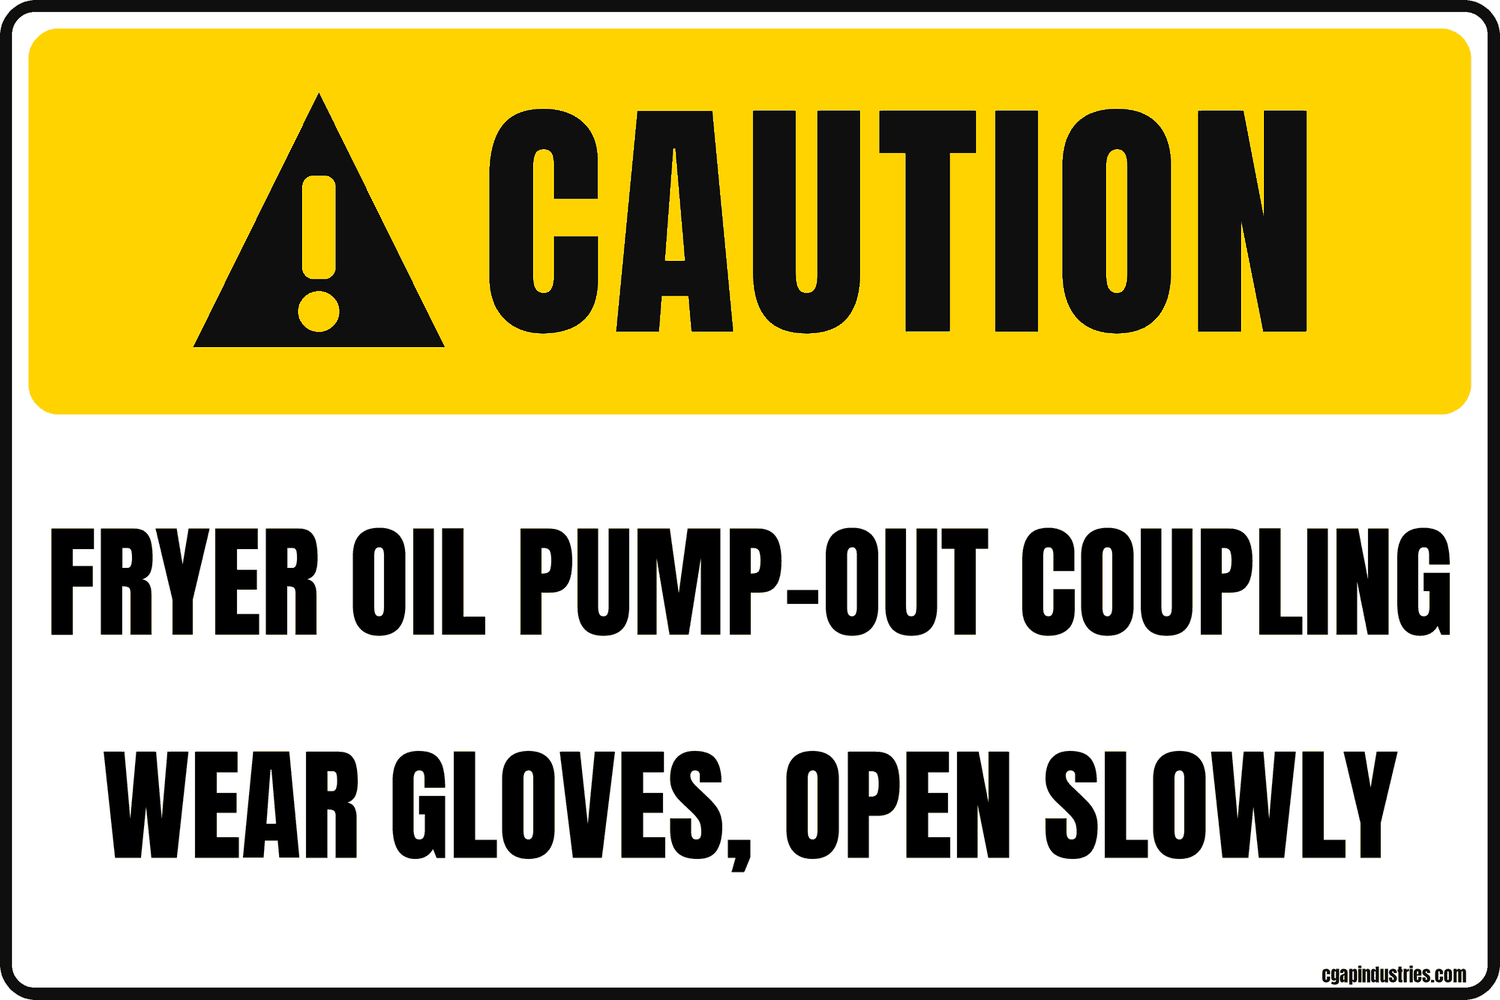 CAUTION
FRYER OIL PUMP-OUT COUPLING
WEAR GLOVES, OPEN SLOWLY
cgapindustries.com